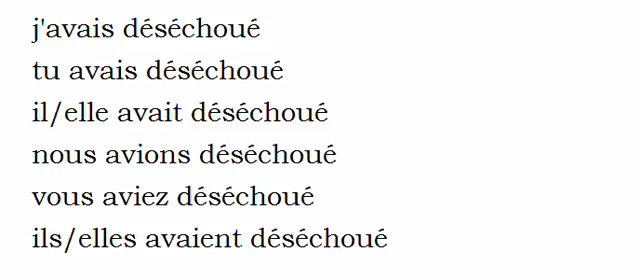 j'avais déséchoué
tu avais déséchoué
il/elle avait déséchoué
nous avions déséchoué
vous aviez déséchoué
ils/elles avaient déséchoué